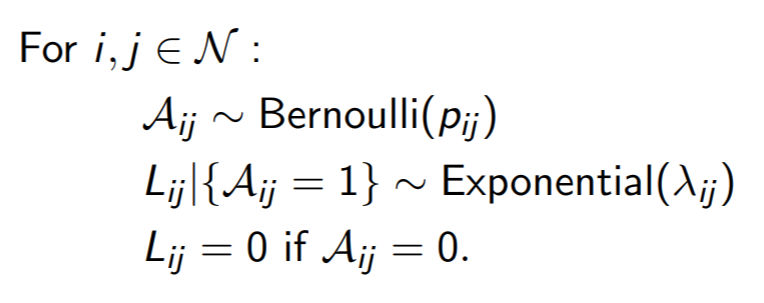 For i, j ∈ 𝒩 :
𝒜ᵢⱼ ∼ Bernoulli(pᵢⱼ)
Lᵢⱼ|{𝒜ᵢⱼ = 1} ∼ Exponential(λᵢⱼ)
Lᵢⱼ = 0 if 𝒜ᵢⱼ = 0.